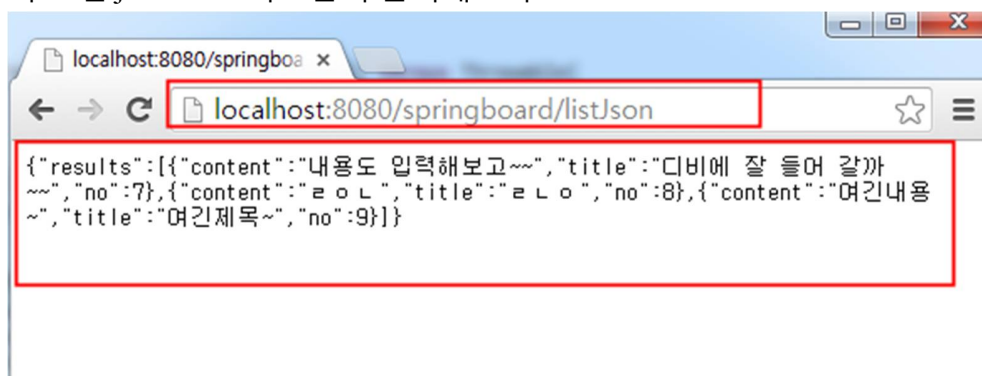 localhost:8080/springboa
localhost:8080/springboard/listJson
{"results":[{"content":"내용도 입력해보고~~","title":"디비에 잘 들어 갈까
~~","no":7},{"content":"ㄹㅇㄴ","title":"ㄹㄴㅇ","no":8},{"content":"여긴내용
~","title":"여긴제목~","no":9}]}